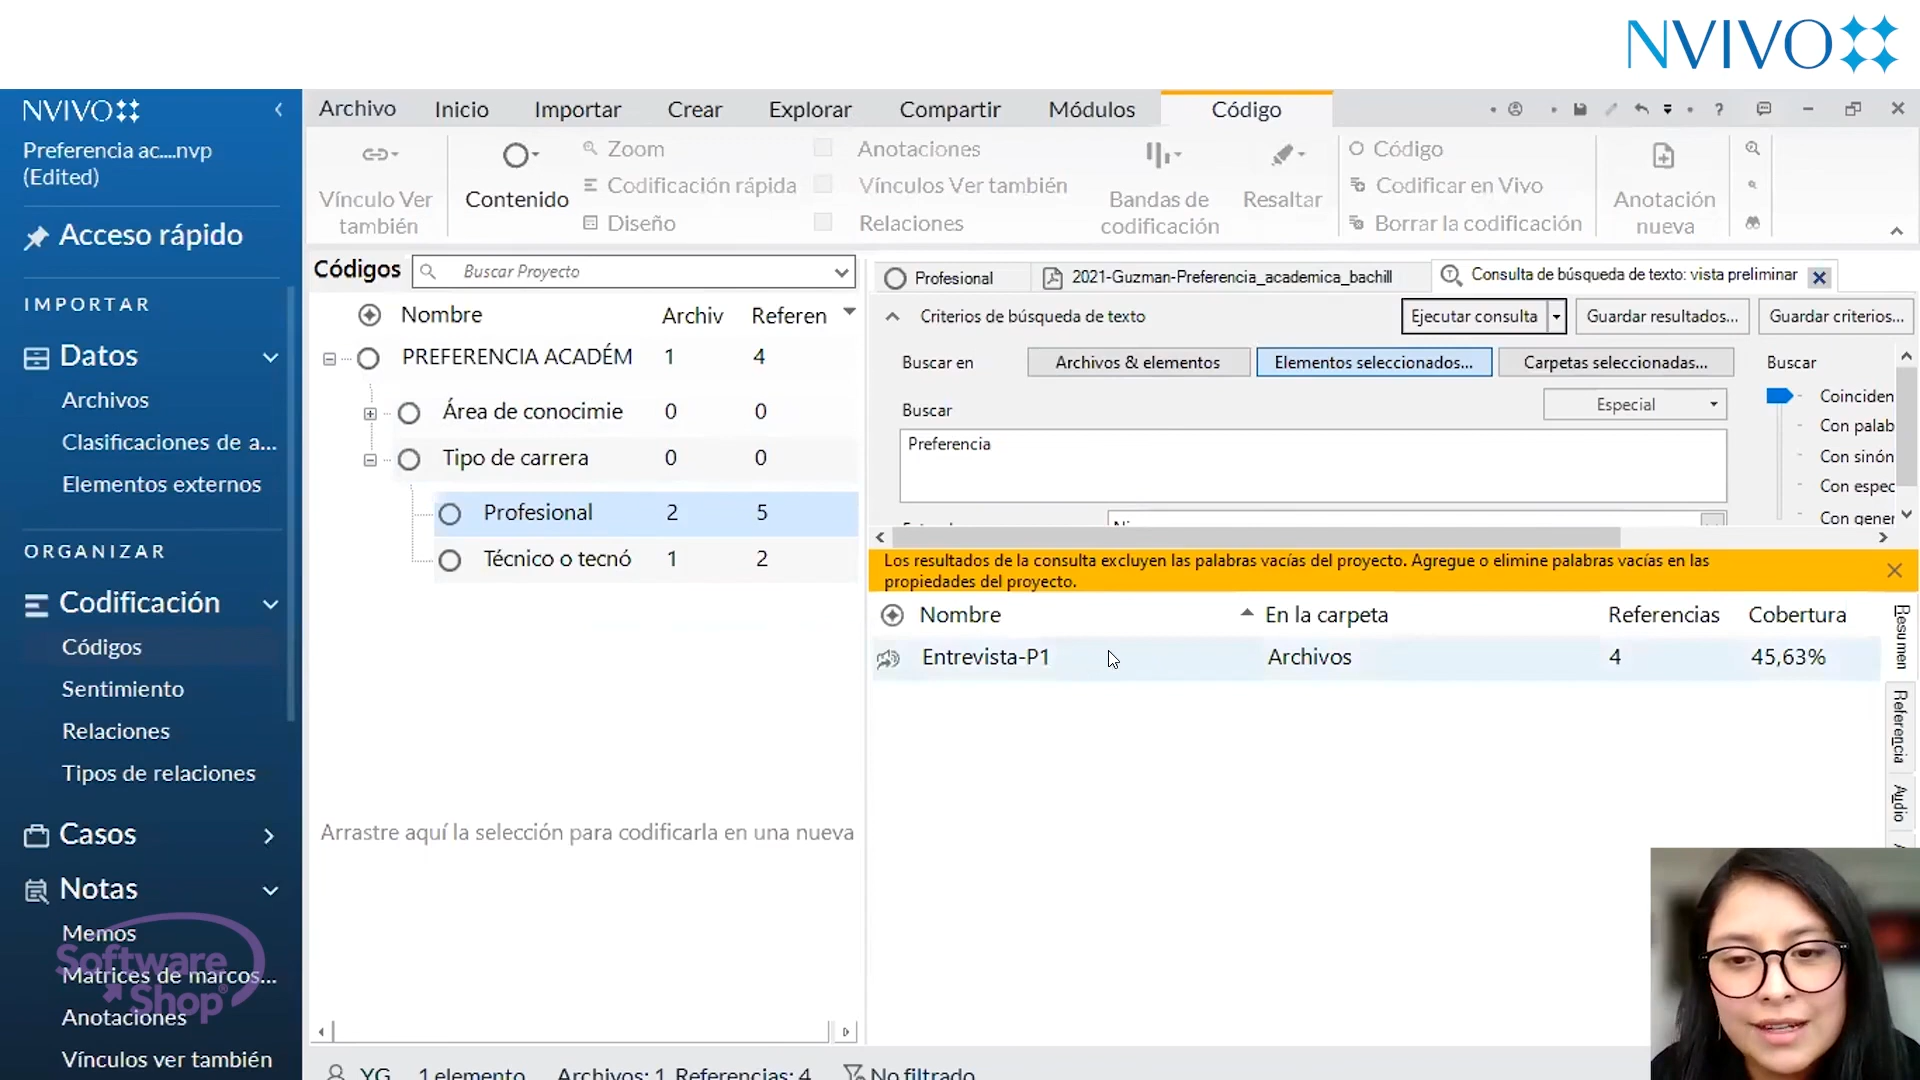 NVIVO
NVIVO
Preferencia ac....nvp
(Edited)
Acceso rápido
IMPORTAR
Datos
Archivos
Clasificaciones de a...
Elementos externos
ORGANIZAR
Codificación
Códigos
Sentimiento
Relaciones
Tipos de relaciones
Casos
Notas
Memos
Matrices de marcos...
Anotaciones
Vínculos ver también
Software
Shop
Archivo Inicio Importar Crear Explorar Compartir Módulos Código
Vínculo Ver
también
Contenido
Zoom
Codificación rápida
Diseño
Anotaciones
Vínculos Ver también
Relaciones
Bandas de
codificación
Resaltar
Código
Codificar en Vivo
Borrar la codificación
Anotación
nueva
Códigos
Buscar Proyecto
Nombre Archiv Referen
PREFERENCIA ACADÉM 1 4
Área de conocimie 0 0
Tipo de carrera 0 0
Profesional 2 5
Técnico o tecnó 1 2
Arrastre aquí la selección para codificarla en una nueva
Profesional
2021-Guzman-Preferencia_academica_bachill
Consulta de búsqueda de texto: vista preliminar
Criterios de búsqueda de texto
Ejecutar consulta
Guardar resultados...
Guardar criterios...
Buscar en
Archivos & elementos
Elementos seleccionados...
Carpetas seleccionadas...
Buscar
Buscar
Especial
Preferencia
Coinciden
Con palab
Con sinón
Con espec
Con gener
Los resultados de la consulta excluyen las palabras vacías del proyecto. Agregue o elimine palabras vacías en las
propiedades del proyecto.
Nombre En la carpeta Referencias Cobertura
Entrevista-P1 Archivos 4 45,63%
Resumen
Referencia
Audio
YG 1 elemento Archivos: 1 Referencias: 4 No filtrado